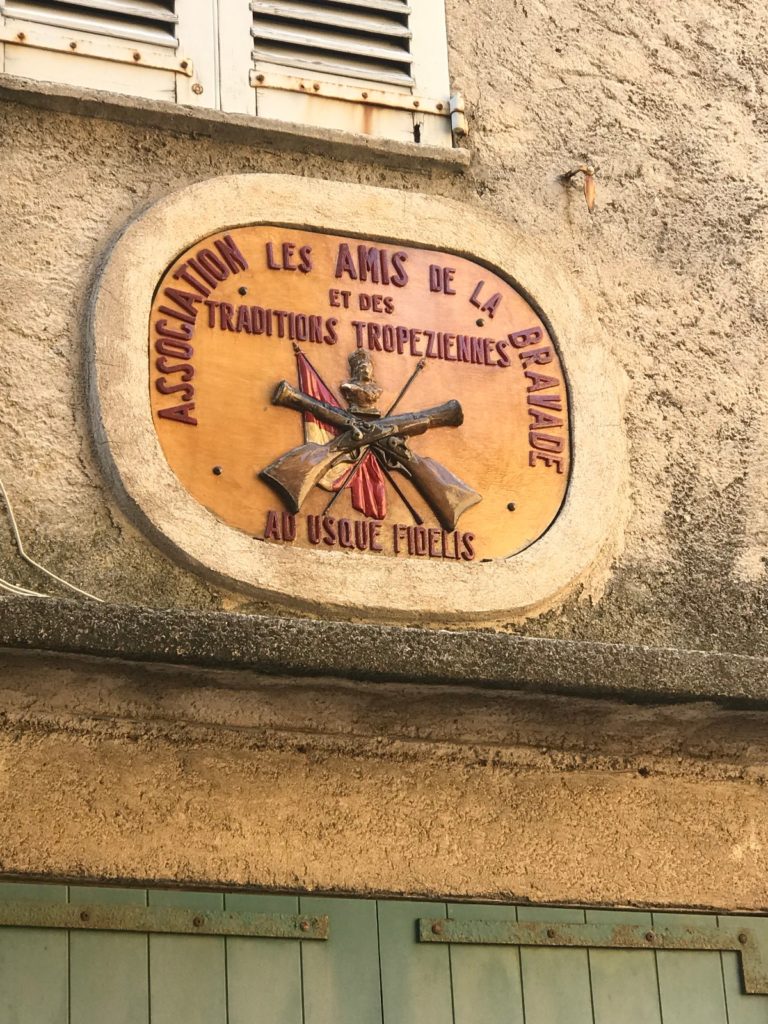 ASSOCIATION LES AMIS DE LA BRAVADE
ET DES
TRADITIONS TROPEZIENNES
AD USQUE FIDELIS